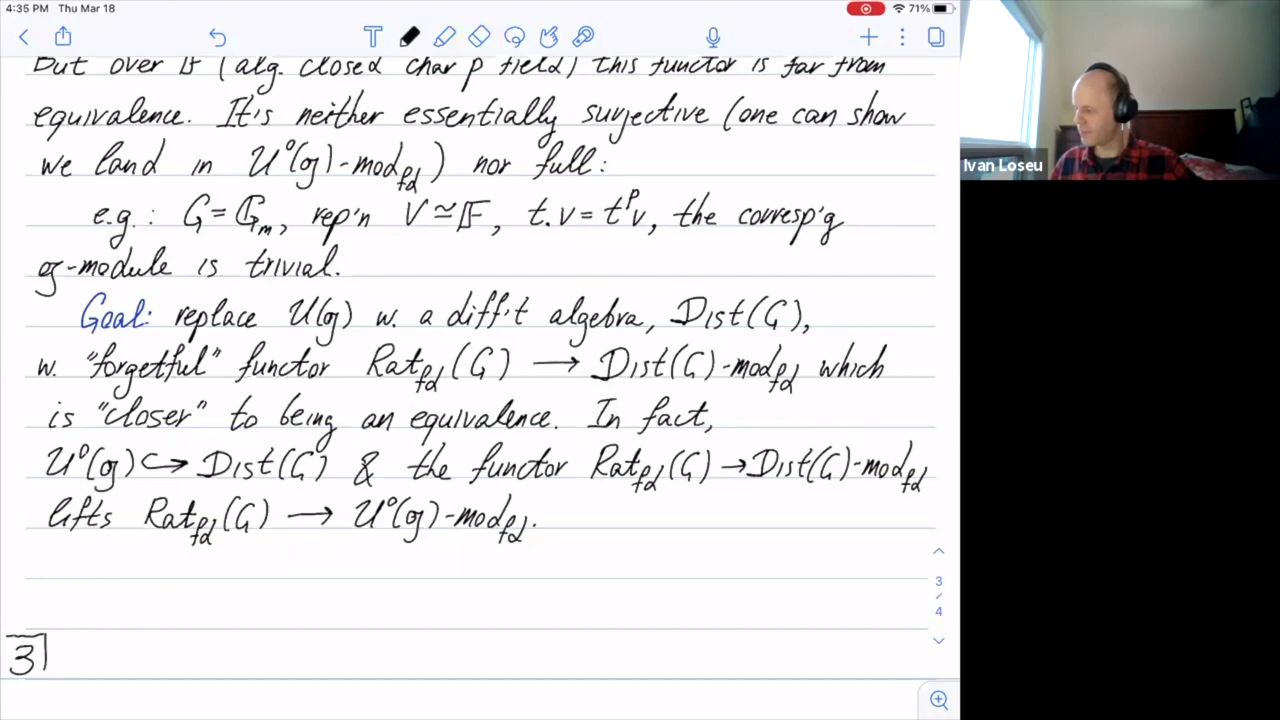 4:35 PM Thu Mar 18
71%
But over 𝔽 (alg. closed char p field) this functor is far from
equivalence. It's neither essentially surjective (one can show
we land in U⁰(𝔤)-mod_fd) nor full:
e.g.: G = 𝔾_m, rep'n V ≃ 𝔽, t.v = t^p v, the corresp'g
𝔤-module is trivial.
Goal: replace U(𝔤) w. a diff't algebra, Dist(G),
w. "forgetful" functor Rat_fd(G) → Dist(G)-mod_fd which
is "closer" to being an equivalence. In fact,
U⁰(𝔤) ↪ Dist(G) & the functor Rat_fd(G) → Dist(G)-mod_fd
lifts Rat_fd(G) → U⁰(𝔤)-mod_fd.
3
/
4
3
Ivan Loseu